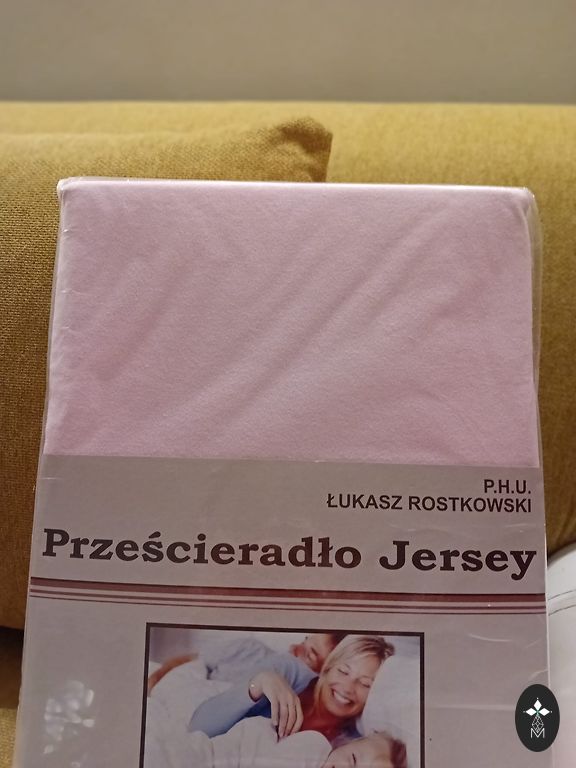 P.H.U.
ŁUKASZ ROSTKOWSKI
Prześcieradło Jersey
M